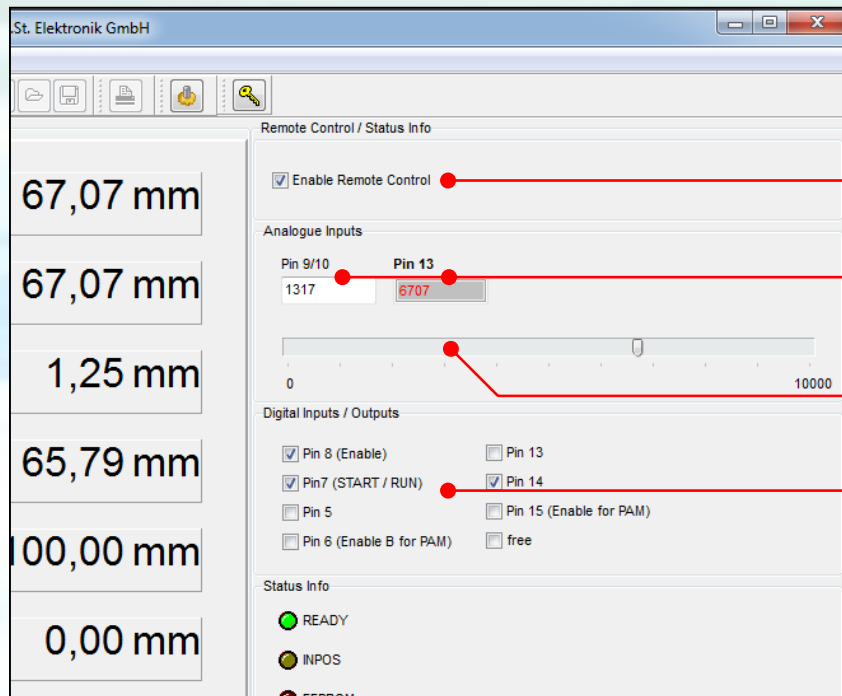 .St. Elektronik GmbH
67,07 mm
67,07 mm
1,25 mm
65,79 mm
100,00 mm
0,00 mm
Remote Control / Status Info
Enable Remote Control
Analogue Inputs
Pin 9/10 Pin 13
1317 6707
0 10000
Digital Inputs / Outputs
Pin 8 (Enable) Pin 13
Pin7 (START / RUN) Pin 14
Pin 5 Pin 15 (Enable for PAM)
Pin 6 (Enable B for PAM) free
Status Info
READY
INPOS